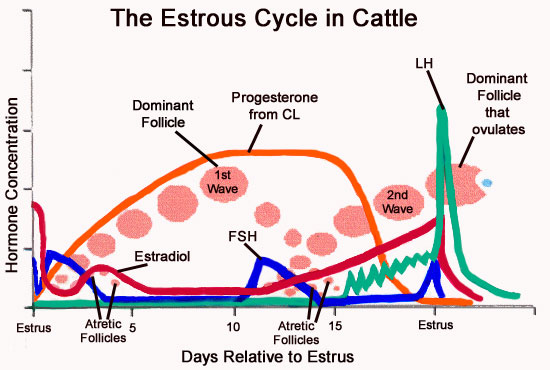 The Estrous Cycle in Cattle
LH
Dominant
Follicle
that
ovulates
Dominant
Follicle
Progesterone
from CL
1st
Wave
2nd
Wave
Hormone Concentration
FSH
Estradiol
Estrus
Atretic
Follicles
5
10
Atretic
Follicles
15
Estrus
Days Relative to Estrus